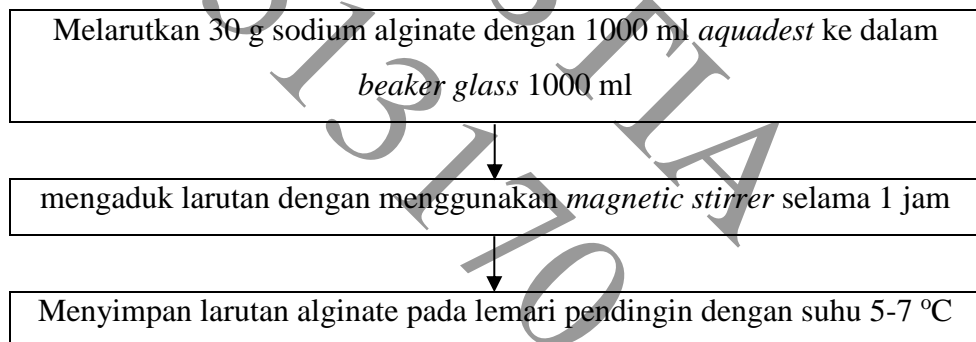 Melarutkan 30 g sodium alginate dengan 1000 ml aquadest ke dalam
beaker glass 1000 ml
mengaduk larutan dengan menggunakan magnetic stirrer selama 1 jam
Menyimpan larutan alginate pada lemari pendingin dengan suhu 5-7 ºC